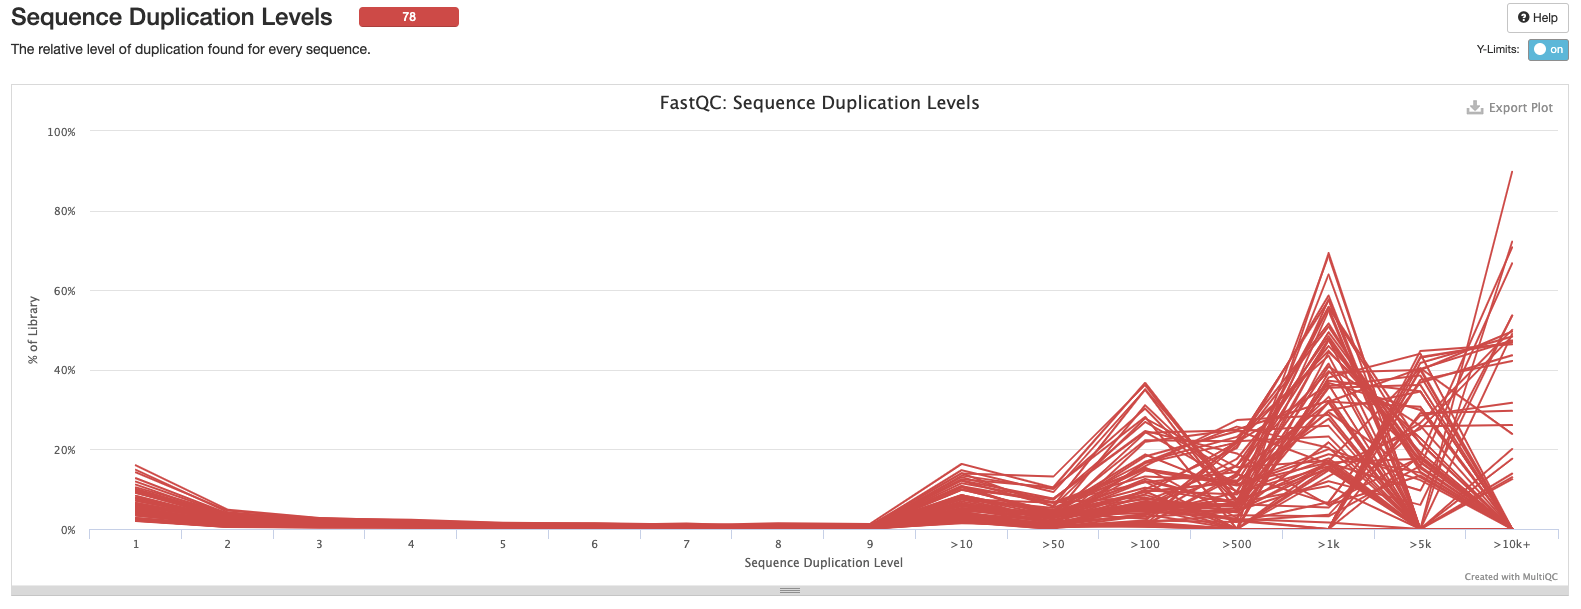 Sequence Duplication Levels 78 Help
The relative level of duplication found for every sequence. Y-Limits: on
FastQC: Sequence Duplication Levels
Export Plot
100%
80%
60%
40%
20%
0%
% of Library
1 2 3 4 5 6 7 8 9 >10 >50 >100 >500 >1k >5k >10k+
Sequence Duplication Level
Created with MultiQC